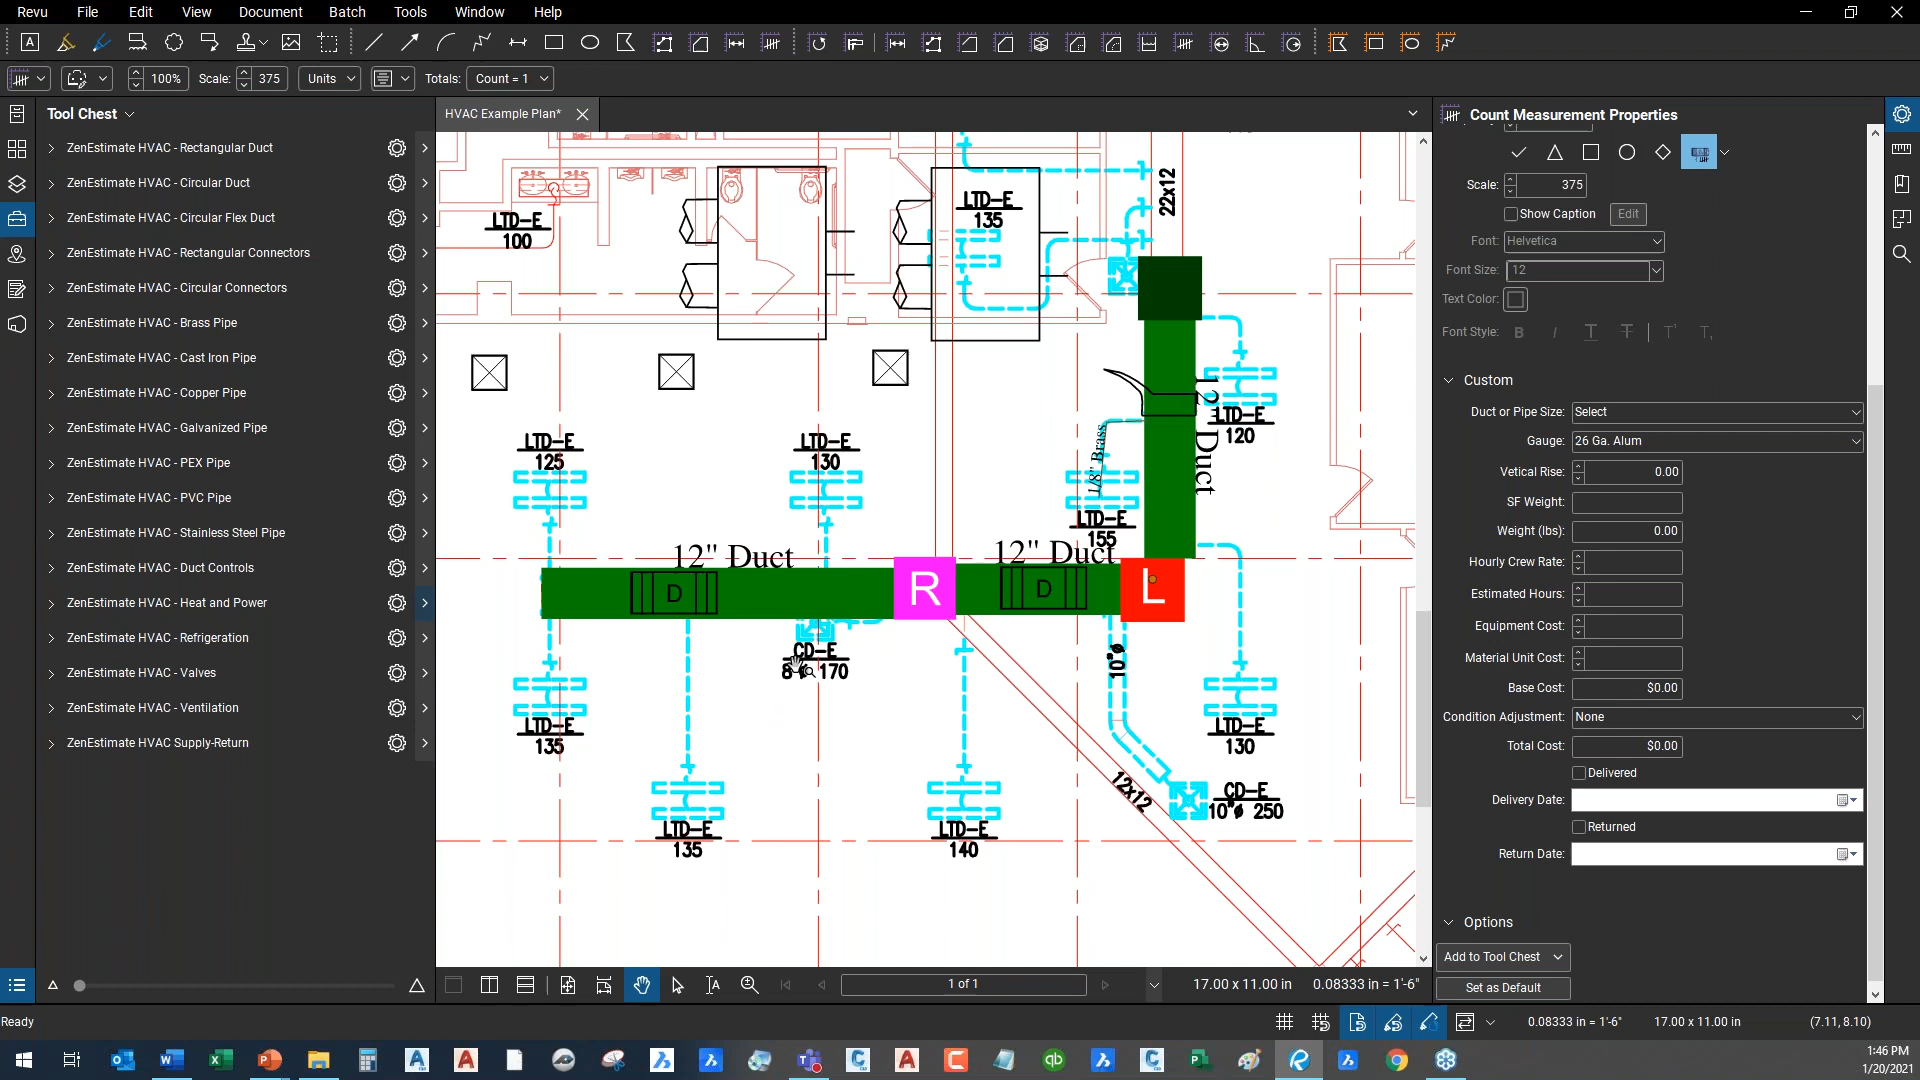 Revu File Edit View Document Batch Tools Window Help
100% Scale: 375 Units Totals: Count = 1
Tool Chest
ZenEstimate HVAC - Rectangular Duct
ZenEstimate HVAC - Circular Duct
ZenEstimate HVAC - Circular Flex Duct
ZenEstimate HVAC - Rectangular Connectors
ZenEstimate HVAC - Circular Connectors
ZenEstimate HVAC - Brass Pipe
ZenEstimate HVAC - Cast Iron Pipe
ZenEstimate HVAC - Copper Pipe
ZenEstimate HVAC - Galvanized Pipe
ZenEstimate HVAC - PEX Pipe
ZenEstimate HVAC - PVC Pipe
ZenEstimate HVAC - Stainless Steel Pipe
ZenEstimate HVAC - Duct Controls
ZenEstimate HVAC - Heat and Power
ZenEstimate HVAC - Refrigeration
ZenEstimate HVAC - Valves
ZenEstimate HVAC - Ventilation
ZenEstimate HVAC Supply-Return
HVAC Example Plan*
LTD-E
100
LTD-E
135
22x12
LTD-E
125
LTD-E
130
LTD-E
120
12" Duct
1/8" Brass
LTD-E
155
12" Duct
12" Duct
D
R
D
L
CD-E
170
10"ø
LTD-E
135
LTD-E
130
12x12
CD-E
10"ø 250
LTD-E
135
LTD-E
140
1 of 1
17.00 x 11.00 in
0.08333 in = 1'-6"
Count Measurement Properties
Scale: 375
Show Caption Edit
Font: Helvetica
Font Size: 12
Text Color:
Font Style: B I T T T T
Custom
Duct or Pipe Size: Select
Gauge: 26 Ga. Alum
Vetical Rise: 0.00
SF Weight:
Weight (lbs): 0.00
Hourly Crew Rate:
Estimated Hours:
Equipment Cost:
Material Unit Cost:
Base Cost: $0.00
Condition Adjustment: None
Total Cost: $0.00
Delivered
Delivery Date:
Returned
Return Date:
Options
Add to Tool Chest
Set as Default
Ready
0.08333 in = 1'-6"
17.00 x 11.00 in
(7.11, 8.10)
1:46 PM
1/20/2021